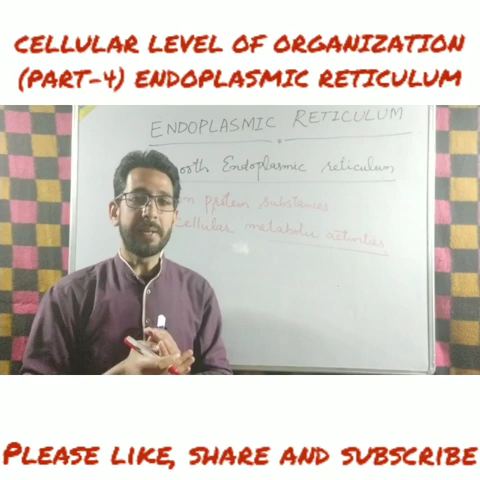 CELLULAR LEVEL OF ORGANIZATION
(PART-4) ENDOPLASMIC RETICULUM
ENDOPLASMIC RETICULUM
Endoplasmic reticulum
protein substances
Cellular metabolic activities
PLEASE LIKE, SHARE AND SUBSCRIBE